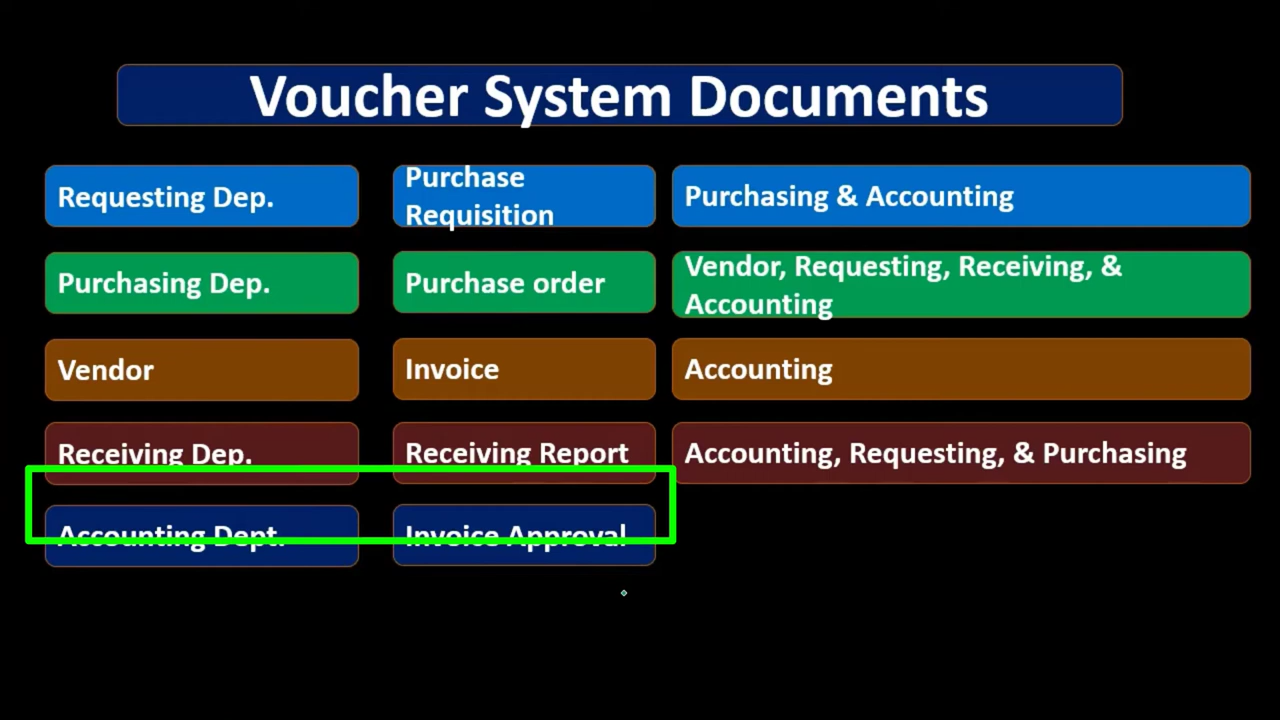 Voucher System Documents
Requesting Dep.
Purchase
Requisition
Purchasing & Accounting
Purchasing Dep.
Purchase order
Vendor, Requesting, Receiving, &
Accounting
Vendor
Invoice
Accounting
Receiving Dep.
Receiving Report
Accounting, Requesting, & Purchasing
Accounting Dept.
Invoice Approval